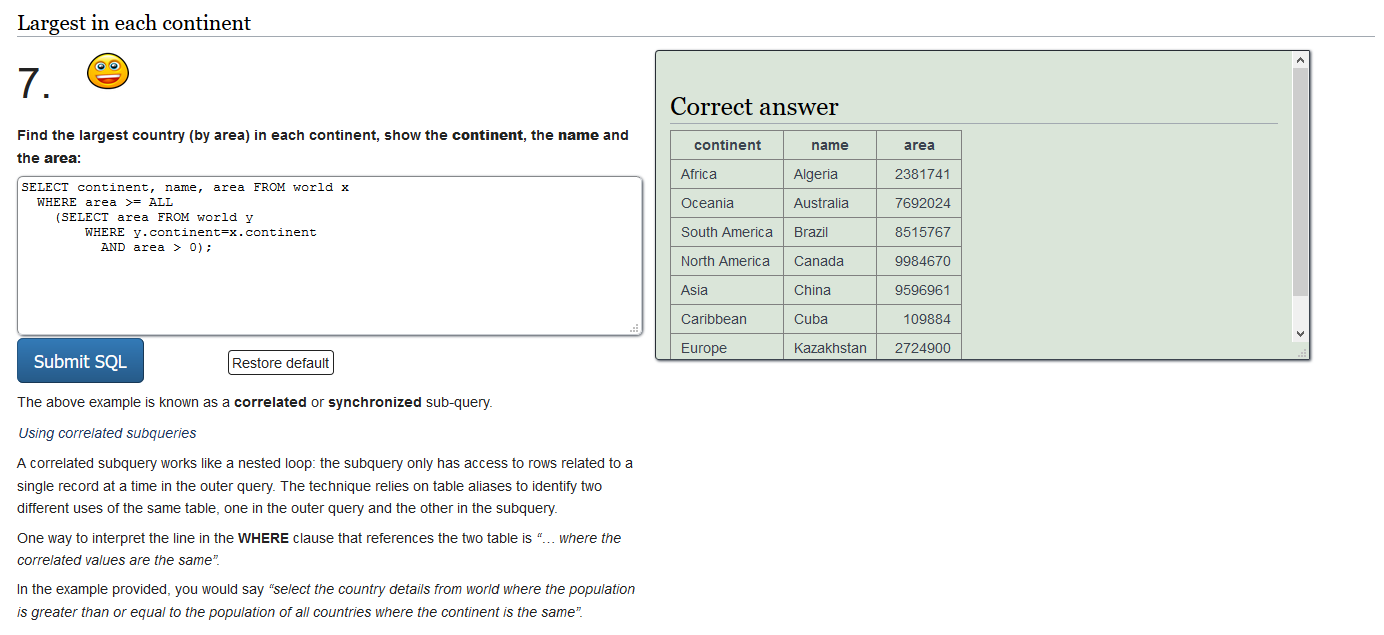 Largest in each continent
7.
Find the largest country (by area) in each continent, show the continent, the name and
the area:
SELECT continent, name, area FROM world x
  WHERE area >= ALL
    (SELECT area FROM world y
        WHERE y.continent=x.continent
          AND area > 0);
Submit SQL
Restore default
The above example is known as a correlated or synchronized sub-query.
Using correlated subqueries
A correlated subquery works like a nested loop: the subquery only has access to rows related to a
single record at a time in the outer query. The technique relies on table aliases to identify two
different uses of the same table, one in the outer query and the other in the subquery.
One way to interpret the line in the WHERE clause that references the two table is “… where the
correlated values are the same”.
In the example provided, you would say “select the country details from world where the population
is greater than or equal to the population of all countries where the continent is the same”.
Correct answer
continent name area
Africa Algeria 2381741
Oceania Australia 7692024
South America Brazil 8515767
North America Canada 9984670
Asia China 9596961
Caribbean Cuba 109884
Europe Kazakhstan 2724900